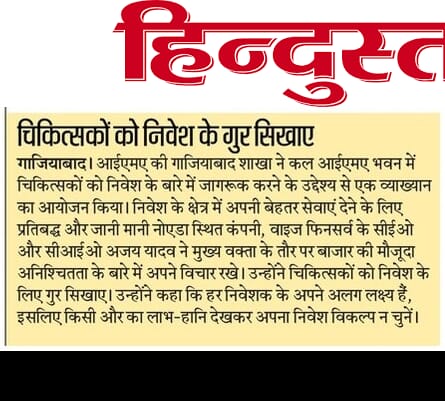 हिन्दुस्त
चिकित्सकों को निवेश के गुर सिखाए
गाजियाबाद। आईएमए की गाजियाबाद शाखा ने कल आईएमए भवन में
चिकित्सकों को निवेश के बारे में जागरूक करने के उद्देश्य से एक व्याख्यान
का आयोजन किया। निवेश के क्षेत्र में अपनी बेहतर सेवाएं देने के लिए
प्रतिबद्ध और जानी मानी नोएडा स्थित कंपनी, वाइज फिनसर्व के सीईओ
और सीआईओ अजय यादव ने मुख्य वक्ता के तौर पर बाजार की मौजूदा
अनिश्चितता के बारे में अपने विचार रखे। उन्होंने चिकित्सकों को निवेश के
लिए गुर सिखाए। उन्होंने कहा कि हर निवेशक के अपने अलग लक्ष्य हैं,
इसलिए किसी और का लाभ-हानि देखकर अपना निवेश विकल्प न चुनें।